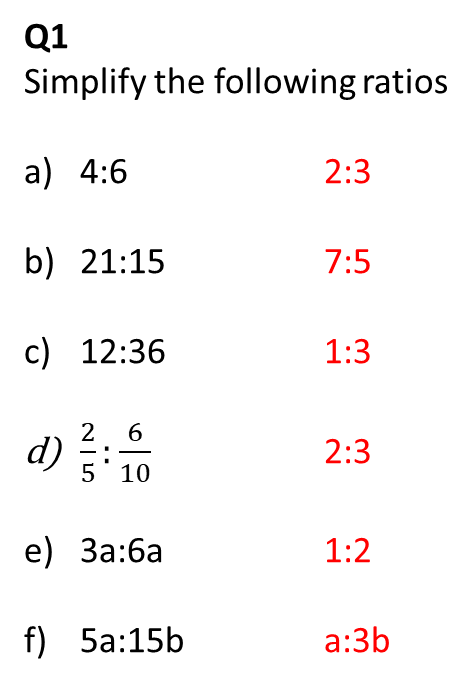 Q1
Simplify the following ratios
a) 4:6 2:3
b) 21:15 7:5
c) 12:36 1:3
d) 2/5 : 6/10 2:3
e) 3a:6a 1:2
f) 5a:15b a:3b